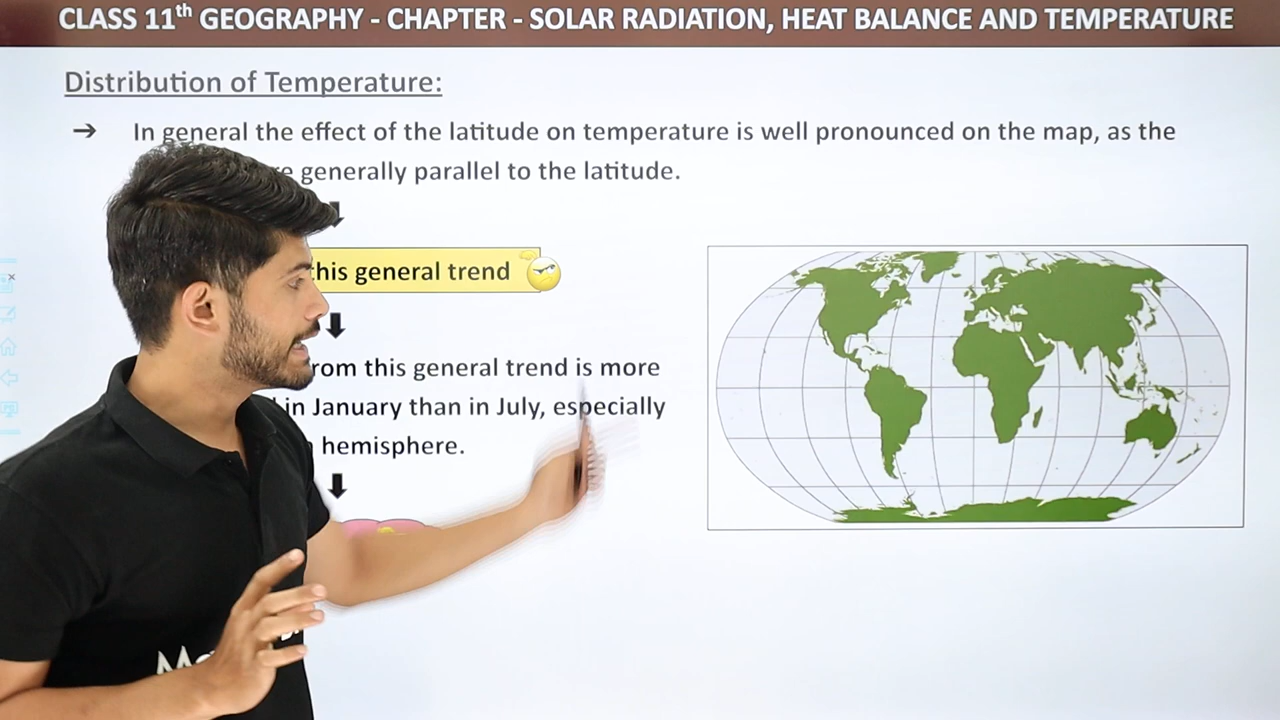 CLASS 11th GEOGRAPHY - CHAPTER - SOLAR RADIATION, HEAT BALANCE AND TEMPERATURE
Distribution of Temperature:
→ In general the effect of the latitude on temperature is well pronounced on the map, as the
generally parallel to the latitude.
this general trend
from this general trend is more
in January than in July, especially
hemisphere.